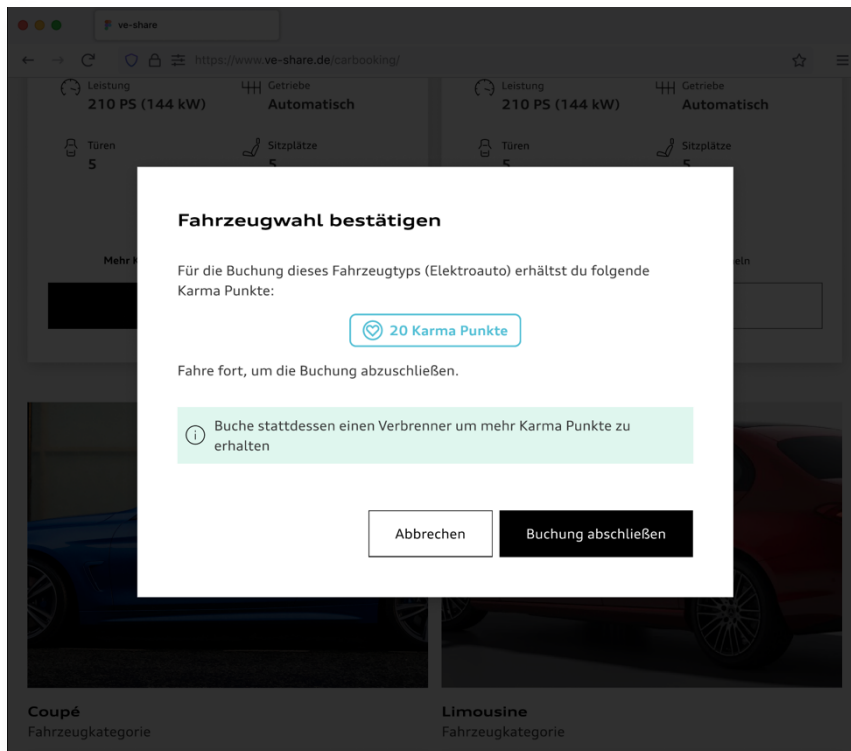 ve-share
https://www.ve-share.de/carbooking/
Leistung
210 PS (144 kW)
Getriebe
Automatisch
Leistung
210 PS (144 kW)
Getriebe
Automatisch
Türen
5
Sitzplätze
5
Türen
5
Sitzplätze
5
Fahrzeugwahl bestätigen
Mehr
Für die Buchung dieses Fahrzeugtyps (Elektroauto) erhältst du folgende
Karma Punkte:
20 Karma Punkte
Fahre fort, um die Buchung abzuschließen.
Buche stattdessen einen Verbrenner um mehr Karma Punkte zu
erhalten
Abbrechen
Buchung abschließen
Coupé
Fahrzeugkategorie
Limousine
Fahrzeugkategorie